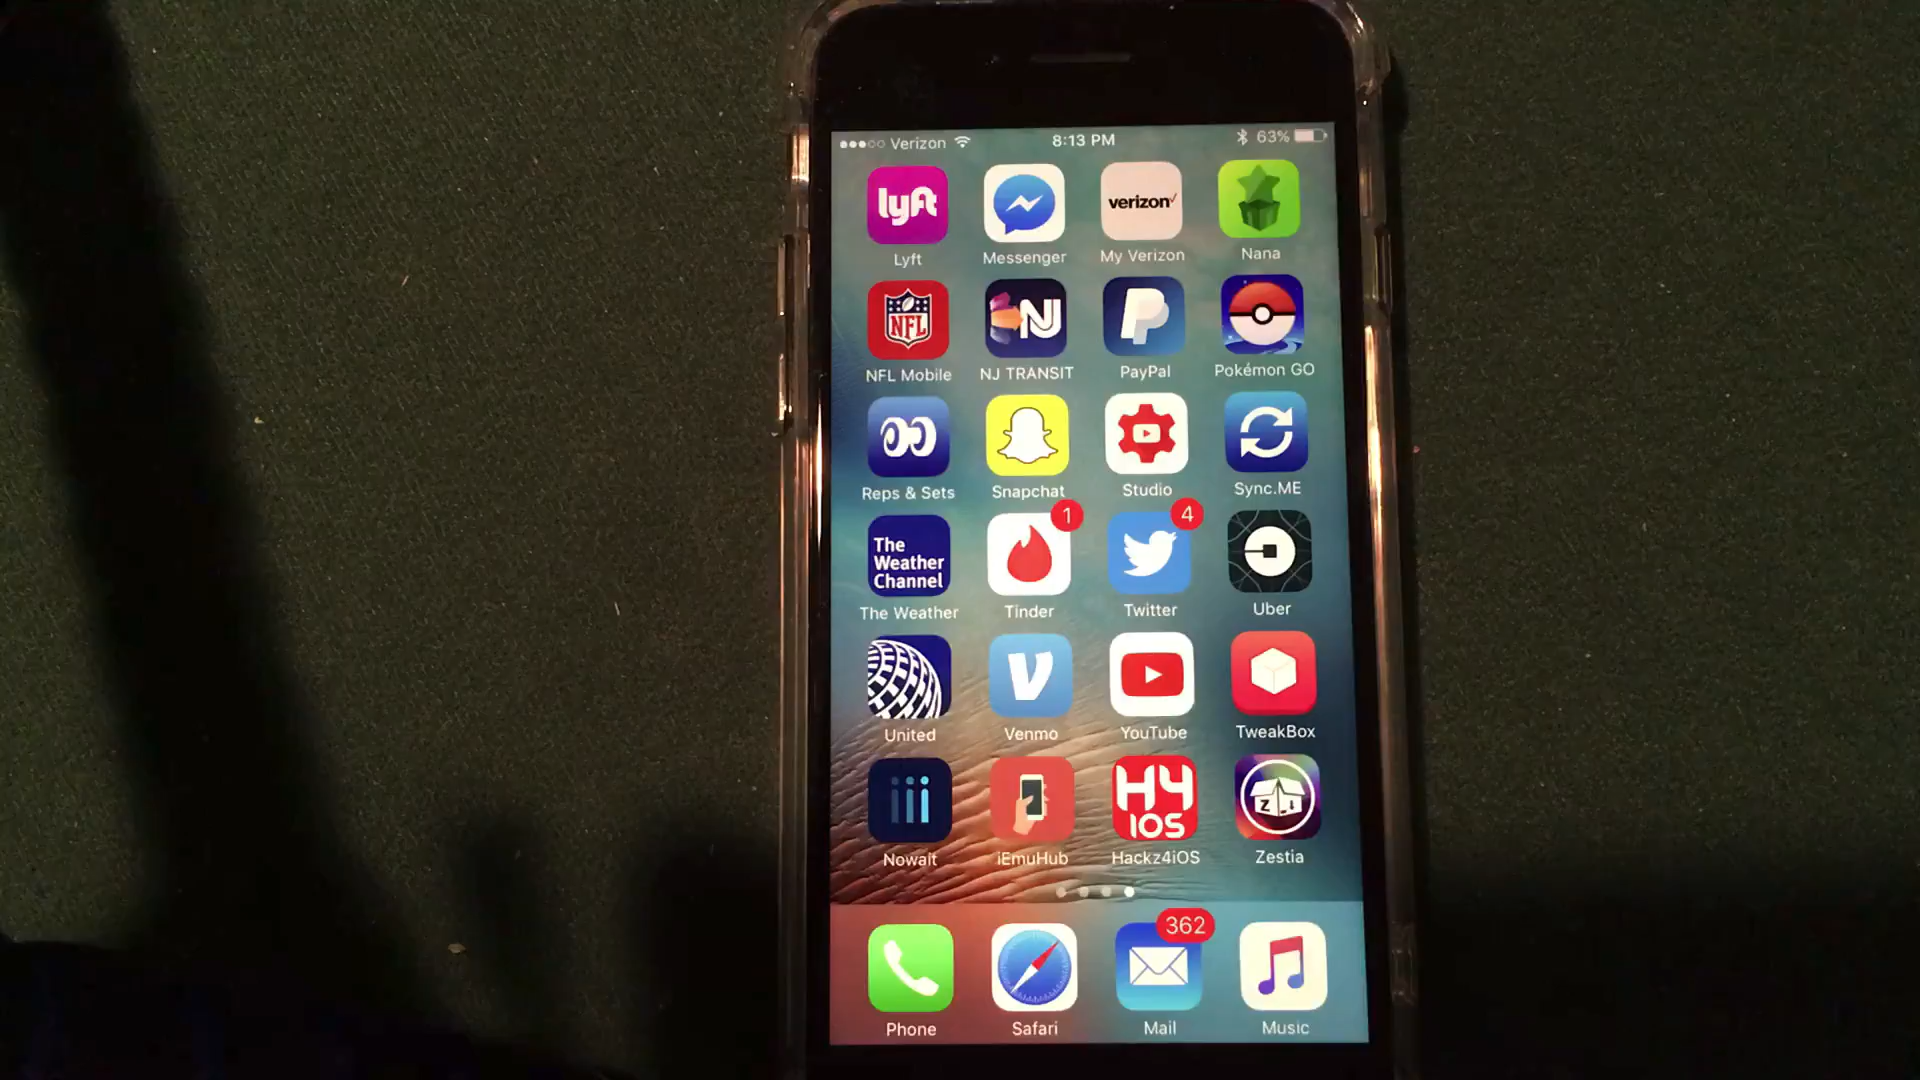 Verizon 8:13 PM 63%
lyft verizon✓
Lyft Messenger My Verizon Nana
NFL NJ
NFL Mobile NJ TRANSIT PayPal Pokémon GO
Reps & Sets Snapchat Studio Sync.ME
1 4
The
Weather
Channel
The Weather Tinder Twitter Uber
United Venmo YouTube TweakBox
H4
iOS
Nowait iEmuHub Hackz4iOS Zestia
362
Phone Safari Mail Music